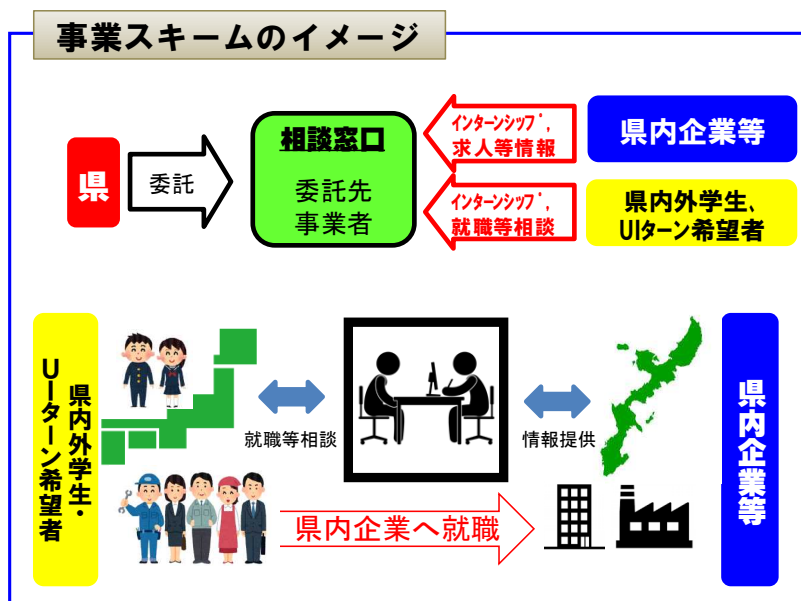 事業スキームのイメージ
県
委託
相談窓口
委託先
事業者
インターンシップ,
求人等情報
県内企業等
インターンシップ,
就職等相談
県内外学生、
UIターン希望者
県内外学生・
UIターン希望者
就職等相談
情報提供
県内企業等
県内企業へ就職